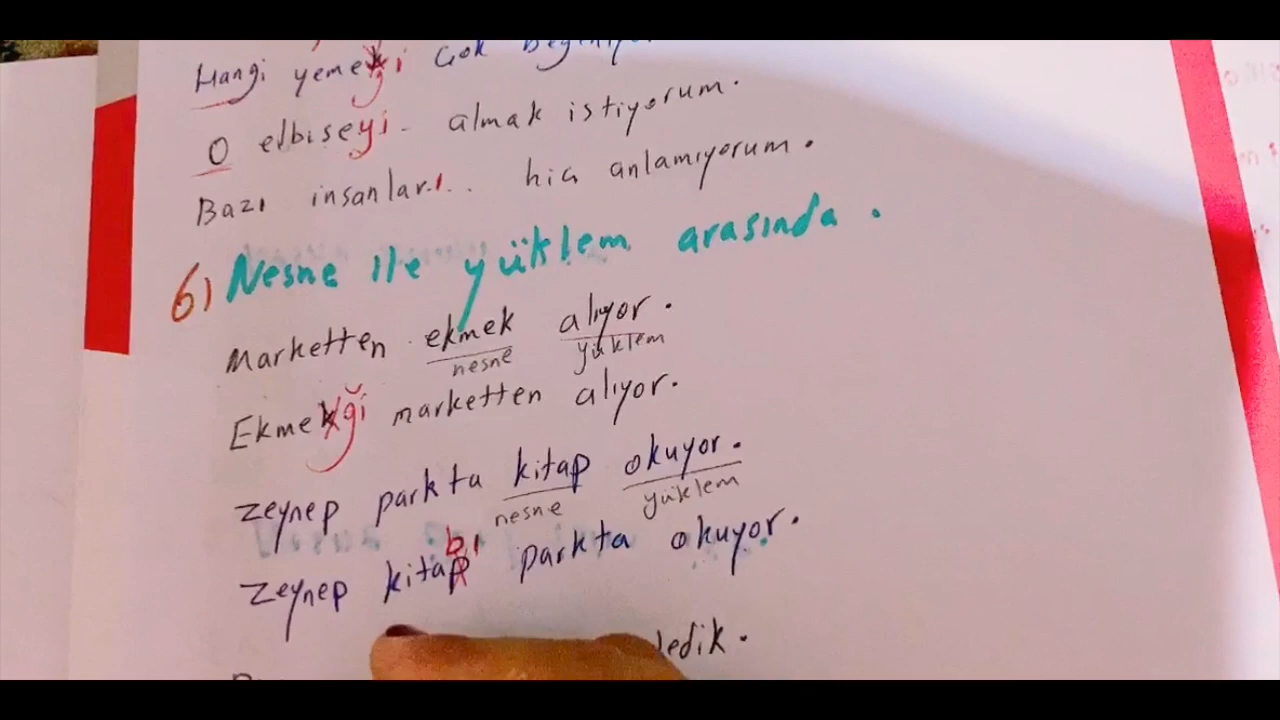 Hangi yemeği çok
O elbiseyi. almak istiyorum.
Bazı insanları.. hiç anlamıyorum.
6) Nesne ile yüklem arasında.
Marketten ekmek alıyor.
nesne yüklem
Ekmeği marketten alıyor.
Zeynep parkta kitap okuyor.
nesne yüklem
Zeynep kitabı parkta okuyor.